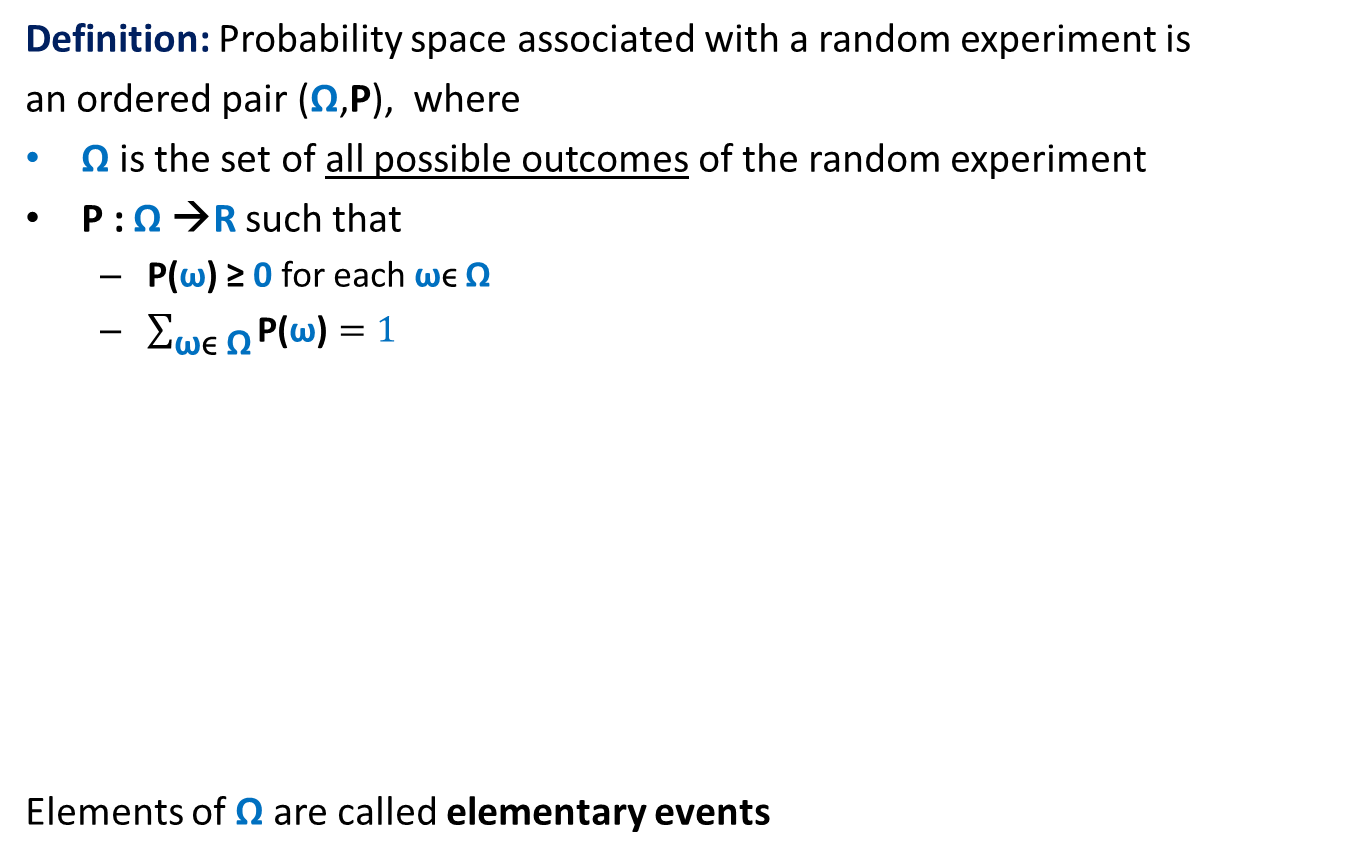 Definition: Probability space associated with a random experiment is
an ordered pair (Ω,P), where
• Ω is the set of all possible outcomes of the random experiment
• P : Ω → R such that
– P(ω) ≥ 0 for each ωϵ Ω
– ∑ωϵ Ω P(ω) = 1
Elements of Ω are called elementary events